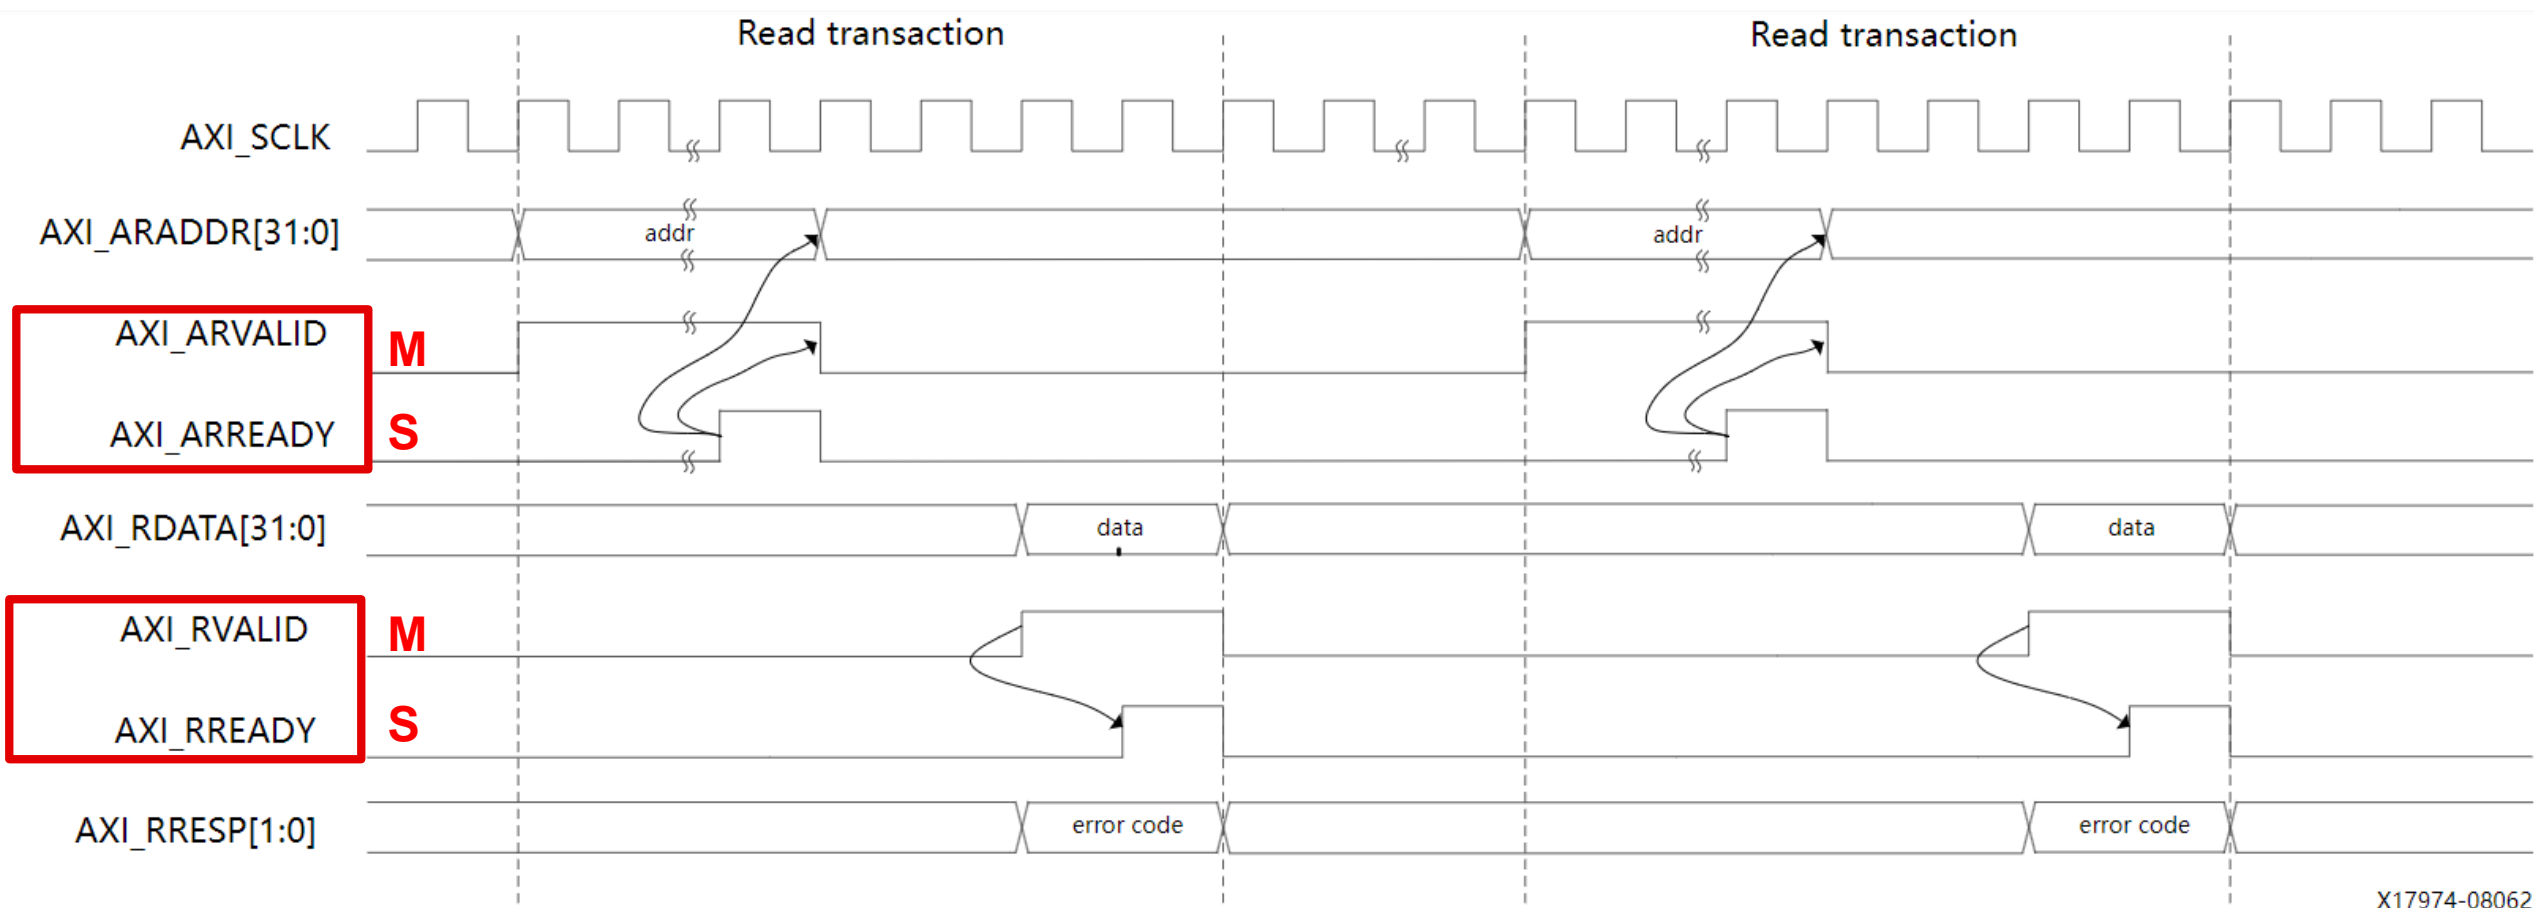 Read transaction
Read transaction
AXI_SCLK
AXI_ARADDR[31:0]
addr
addr
AXI_ARVALID
M
AXI_ARREADY
S
AXI_RDATA[31:0]
data
data
AXI_RVALID
M
AXI_RREADY
S
AXI_RRESP[1:0]
error code
error code
X17974-08062